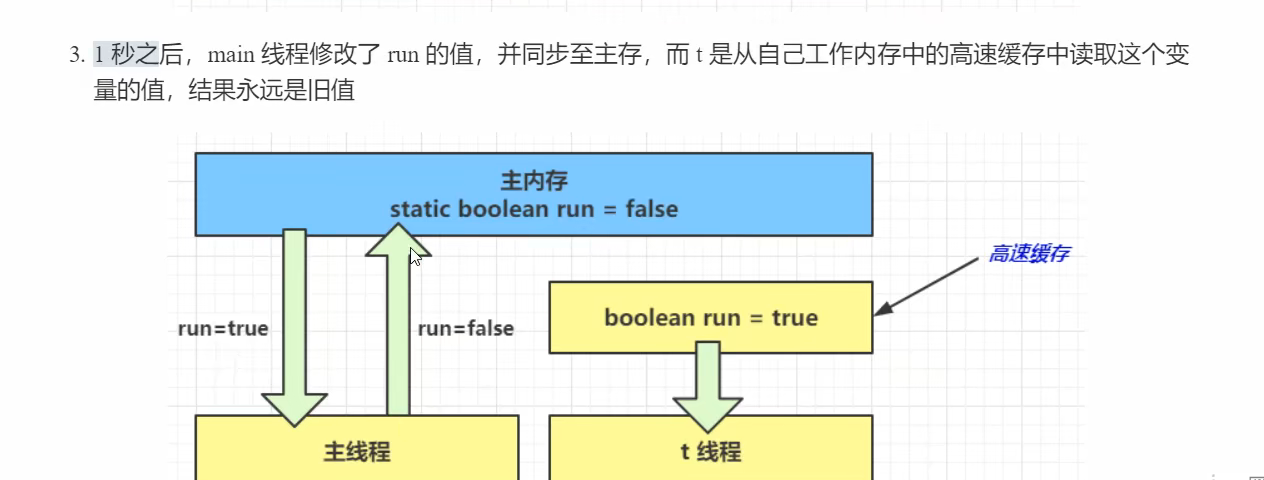 3. 1 秒之后，main 线程修改了 run 的值，并同步至主存，而 t 是从自己工作内存中的高速缓存中读取这个变
量的值，结果永远是旧值
主内存
static boolean run = false
高速缓存
boolean run = true
run=true
run=false
主线程
t 线程